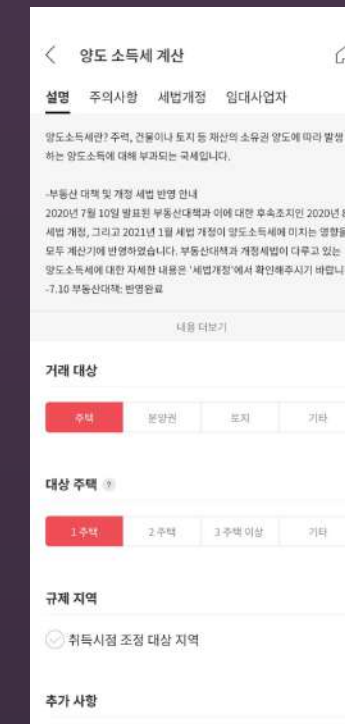 양도 소득세 계산
설명 주의사항 세법개정 임대사업자
양도소득세란? 주력, 건물이나 토지 등 재산의 소유권 양도에 따라 발생
하는 양도소득에 대해 부과되는 국세입니다.
-부동산 대책 및 개정 세법 반영 안내
2020년 7월 10일 발표된 부동산대책과 이에 대한 후속조치인 2020년 8
세법 개정, 그리고 2021년 1월 세법 개정이 양도소득세에 미치는 영향을
모두 계산기에 반영하였습니다. 부동산대책과 개정세법이 다루고 있는
양도소득세에 대한 자세한 내용은 '세법개정'에서 확인해주시기 바랍니
-7.10 부동산대책: 반영완료
내용 더보기
거래 대상
주택 분양권 토지 기타
대상 주택 ?
1주택 2주택 3주택 이상 기타
규제 지역
취득시점 조정 대상 지역
추가 사항